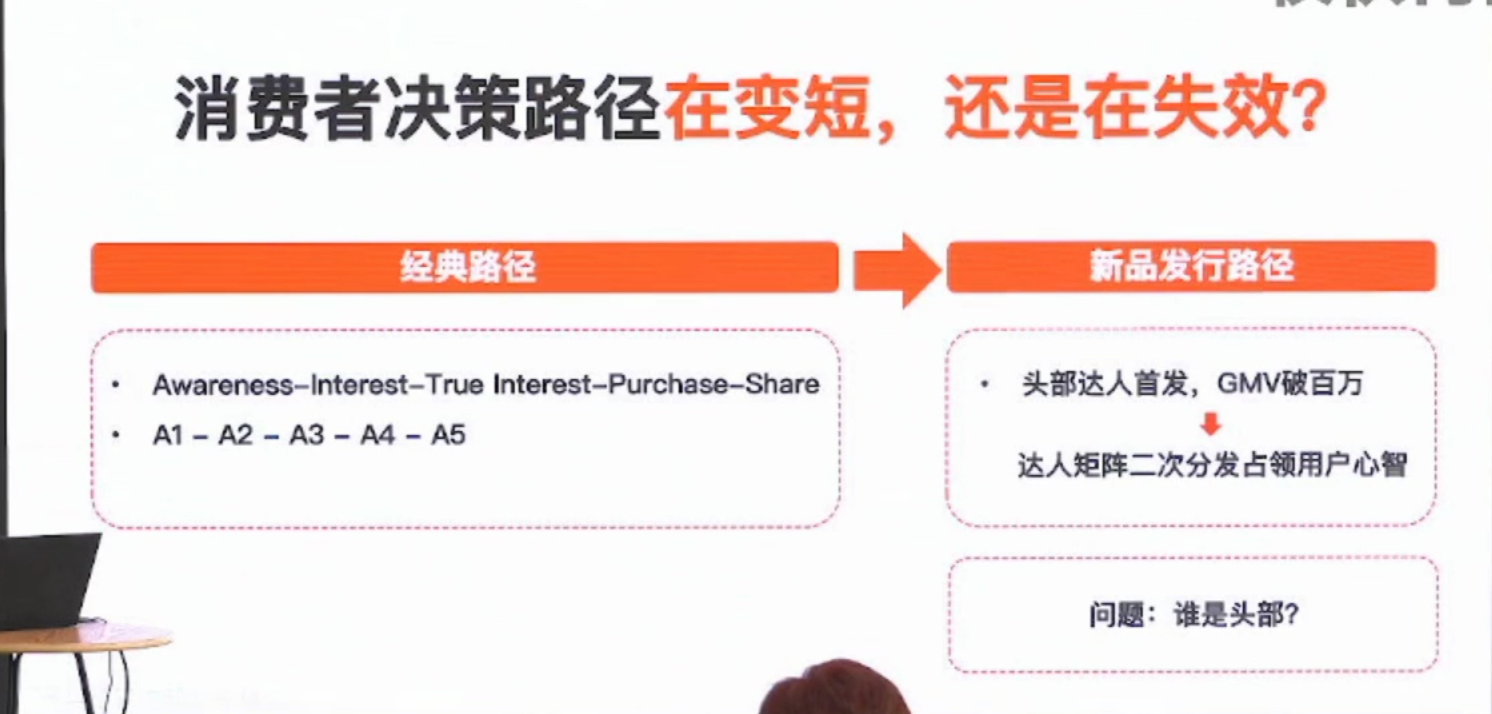 消费者决策路径在变短，还是在失效？
经典路径
新品发行路径
• Awareness–Interest–True Interest–Purchase–Share
• A1 – A2 – A3 – A4 – A5
• 头部达人首发，GMV破百万
达人矩阵二次分发占领用户心智
问题：谁是头部？